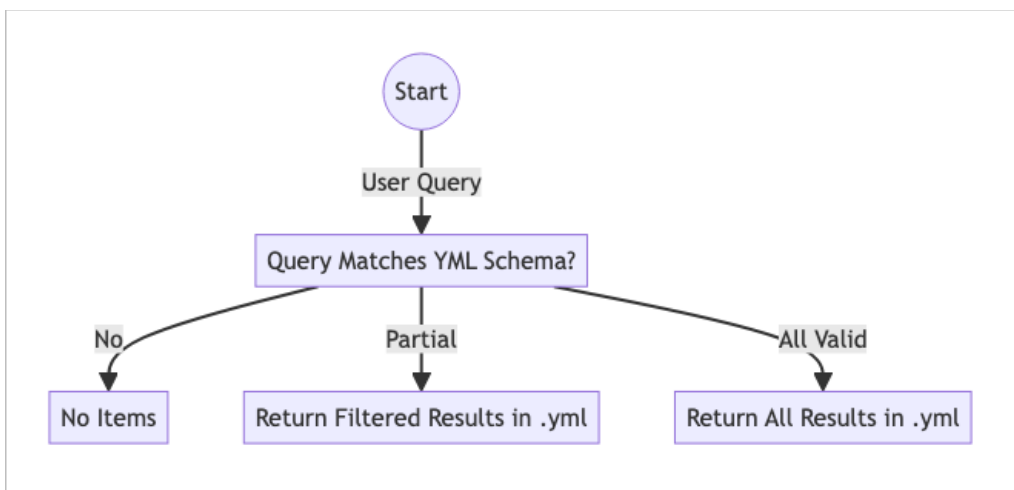 Start
User Query
Query Matches YML Schema?
No
Partial
All Valid
No Items
Return Filtered Results in .yml
Return All Results in .yml